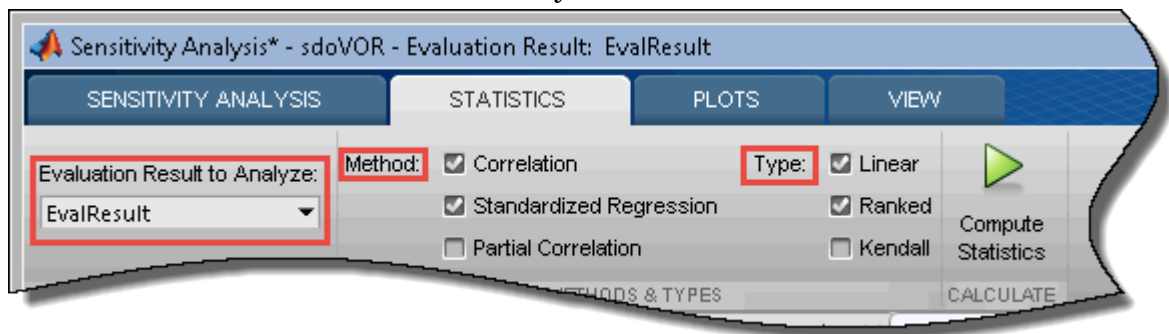 Sensitivity Analysis* - sdoVOR - Evaluation Result: EvalResult
SENSITIVITY ANALYSIS STATISTICS PLOTS VIEW
Evaluation Result to Analyze:
EvalResult
Method:
Correlation
Standardized Regression
Partial Correlation
Type:
Linear
Ranked
Kendall
Compute
Statistics
& TYPES
CALCULATE